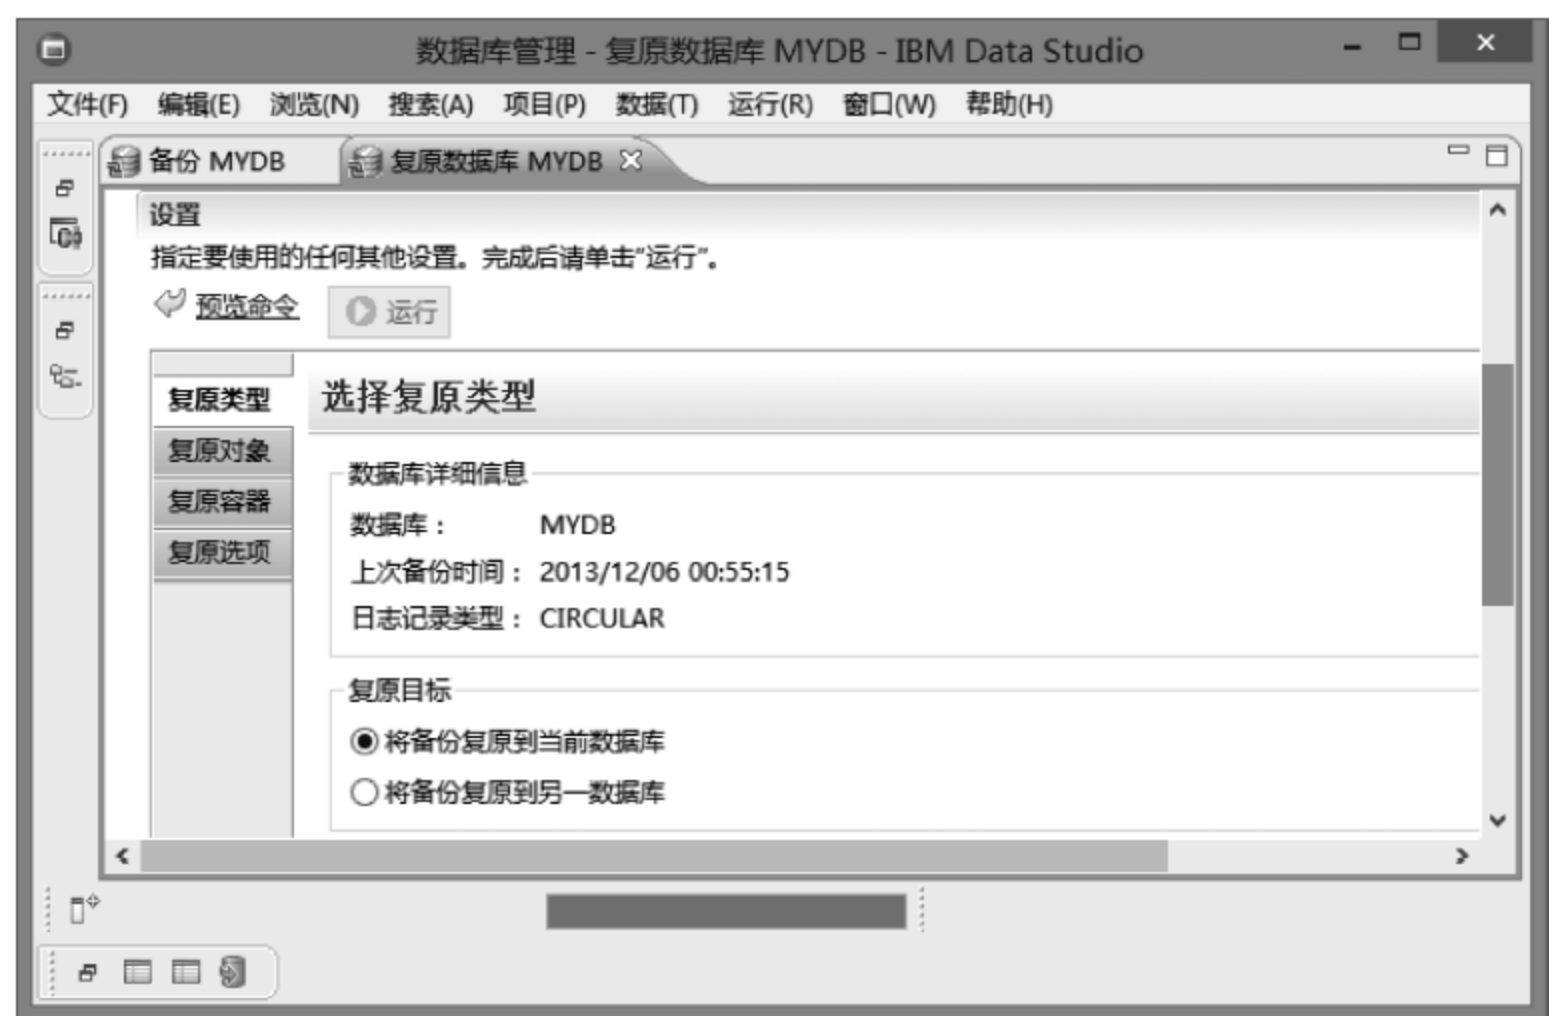 数据库管理 - 复原数据库 MYDB - IBM Data Studio
文件(F) 编辑(E) 浏览(N) 搜索(A) 项目(P) 数据(T) 运行(R) 窗口(W) 帮助(H)
备份 MYDB 复原数据库 MYDB
设置
指定要使用的任何其他设置。完成后请单击“运行”。
预览命令 运行
复原类型
复原对象
复原容器
复原选项
选择复原类型
数据库详细信息
数据库： MYDB
上次备份时间： 2013/12/06 00:55:15
日志记录类型： CIRCULAR
复原目标
将备份复原到当前数据库
将备份复原到另一数据库